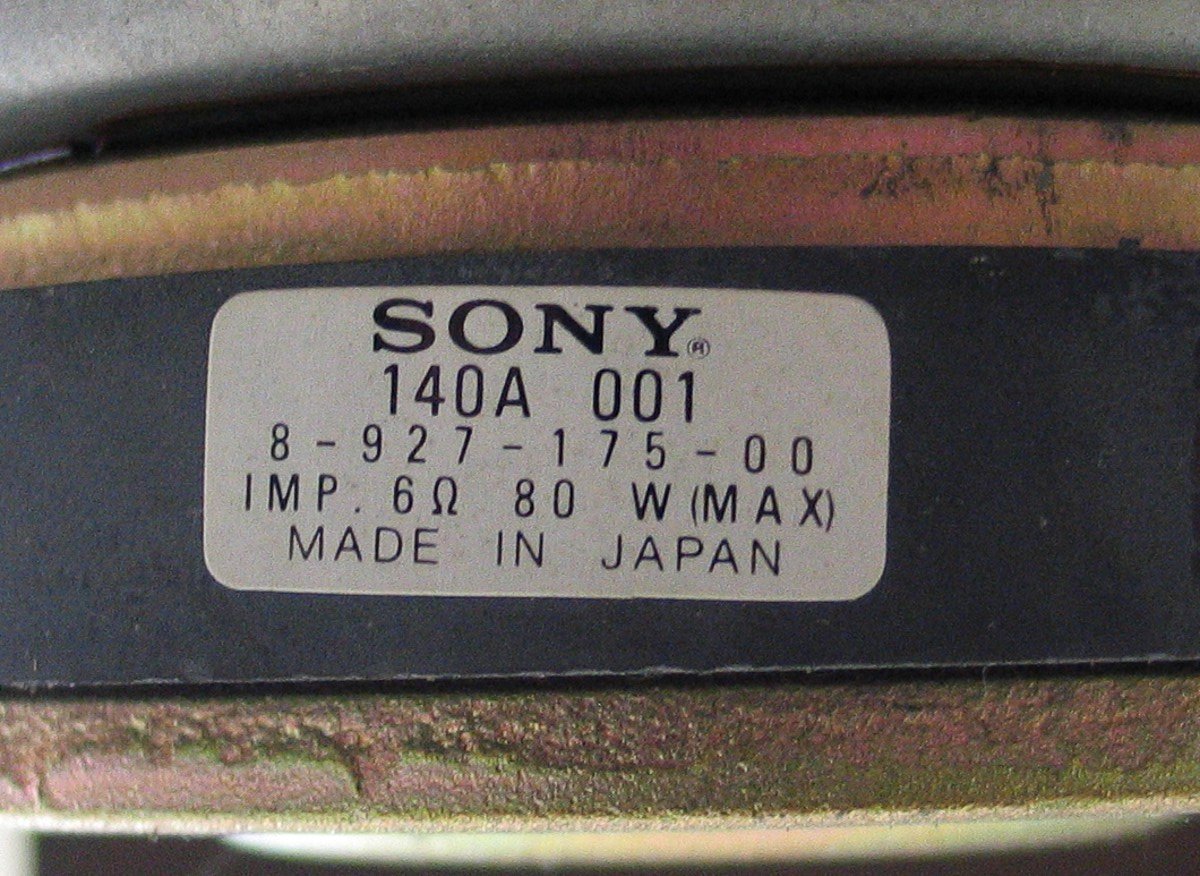 SONY®
140A 001
8-927-175-00
IMP. 6Ω 80 W (MAX)
MADE IN JAPAN